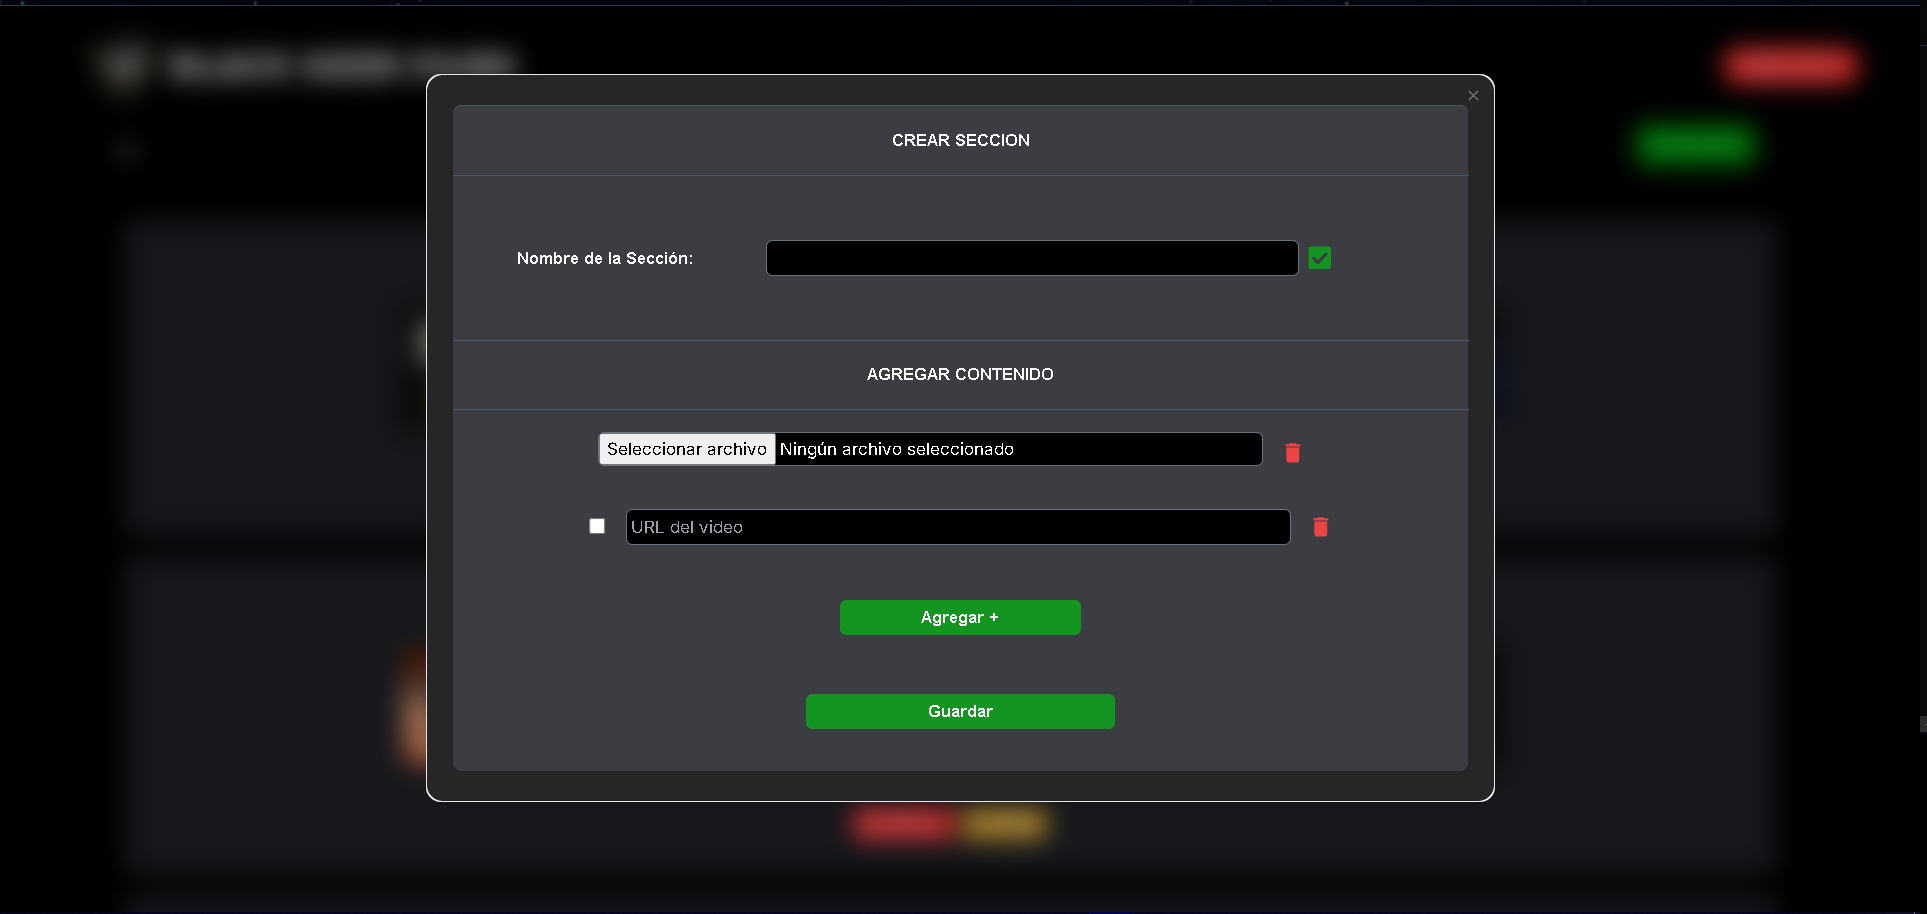 CREAR SECCION
Nombre de la Sección:
AGREGAR CONTENIDO
Seleccionar archivo Ningún archivo seleccionado
URL del video
Agregar +
Guardar